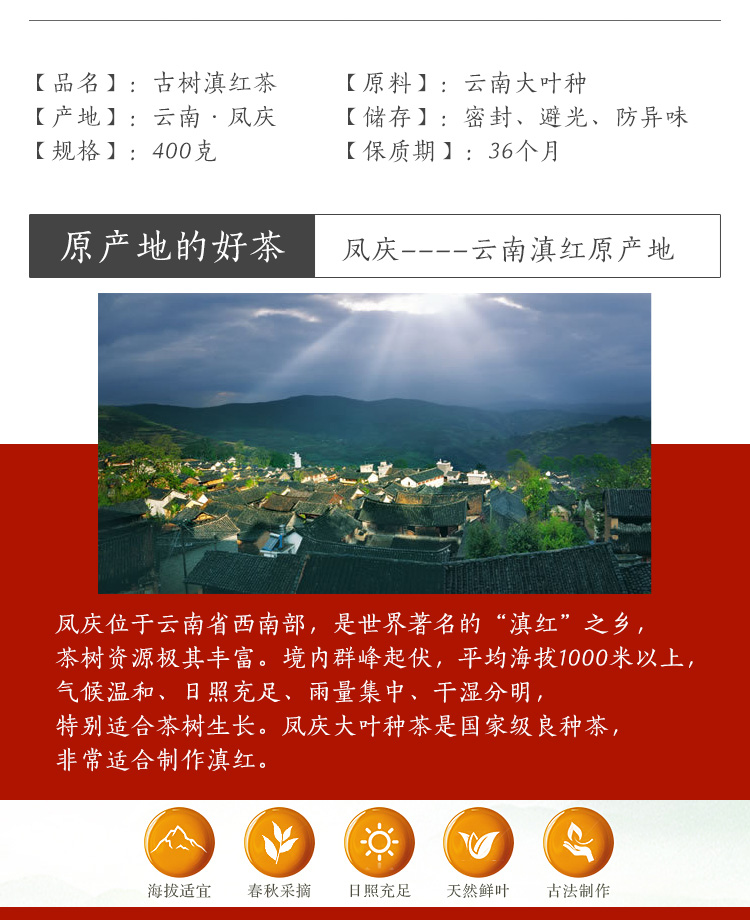 【品名】：古树滇红茶
【原料】：云南大叶种
【产地】：云南·凤庆
【储存】：密封、避光、防异味
【规格】：400克
【保质期】：36个月
原产地的好茶
凤庆----云南滇红原产地
凤庆位于云南省西南部，是世界著名的“滇红”之乡，
茶树资源极其丰富。境内群峰起伏，平均海拔1000米以上，
气候温和、日照充足、雨量集中、干湿分明，
特别适合茶树生长。凤庆大叶种茶是国家级良种茶，
非常适合制作滇红。
海拔适宜
春秋采摘
日照充足
天然鲜叶
古法制作